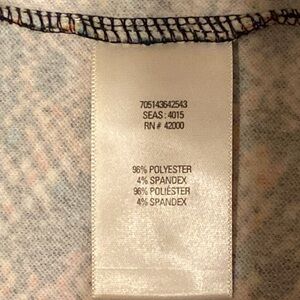 705143642543
SEAS: 4015
RN # 42000
96% POLYESTER
4% SPANDEX
96% POLIÉSTER
4% SPANDEX